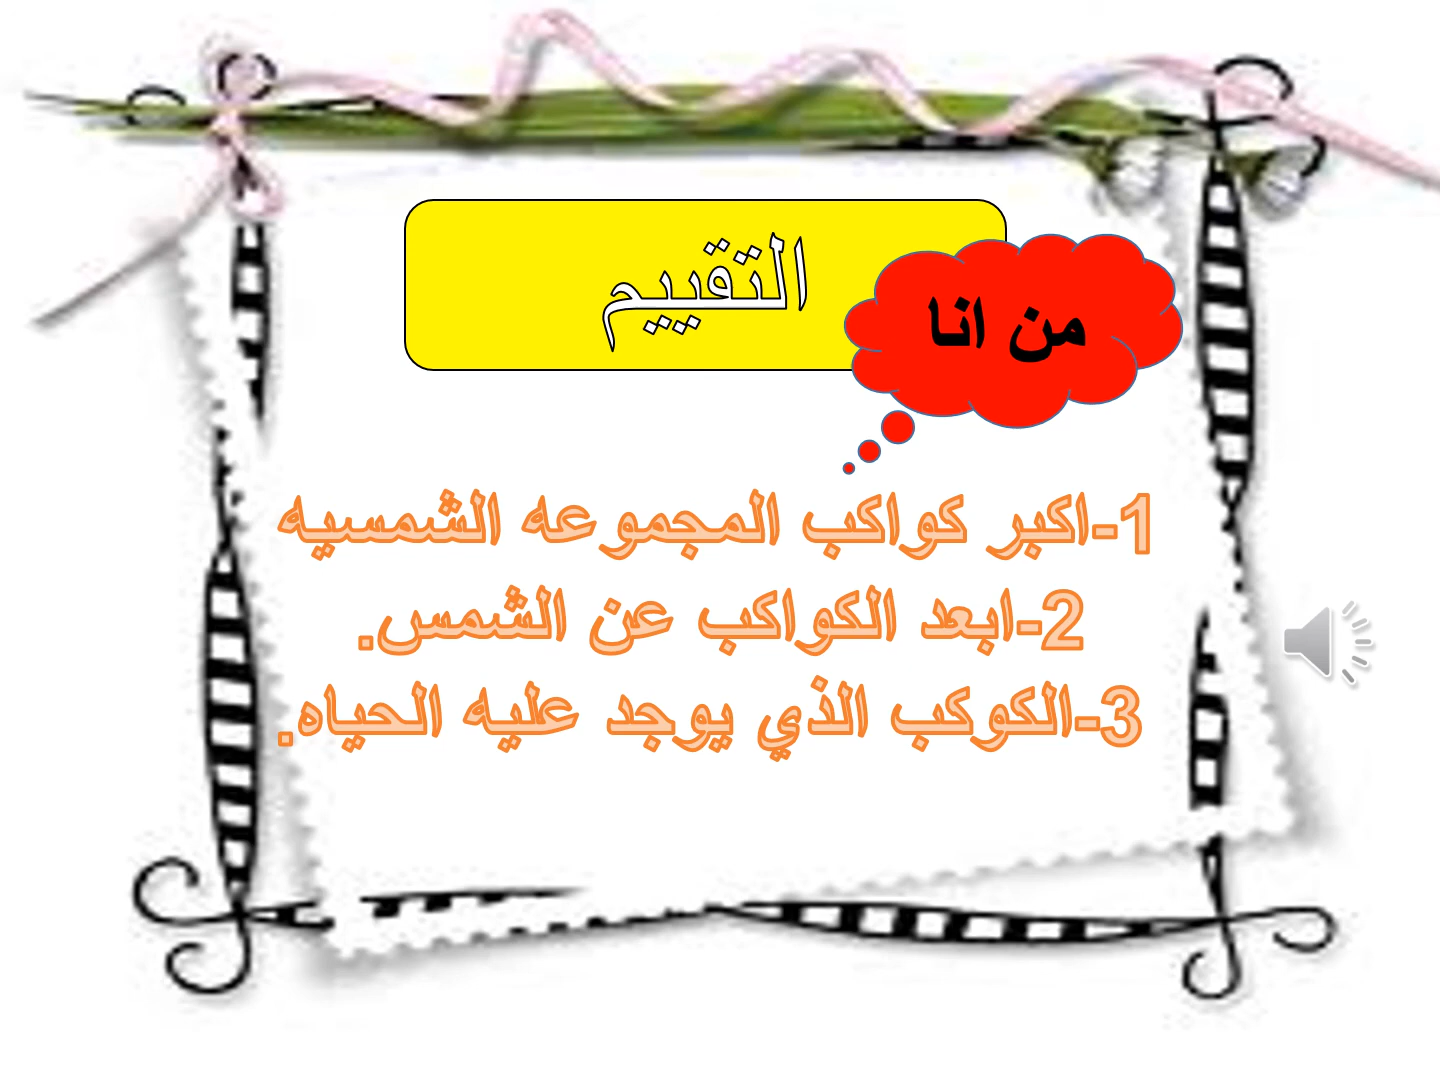 التقييم
من انا
1-اكبر كواكب المجموعه الشمسيه
2-ابعد الكواكب عن الشمس.
3-الكوكب الذي يوجد عليه الحياه.